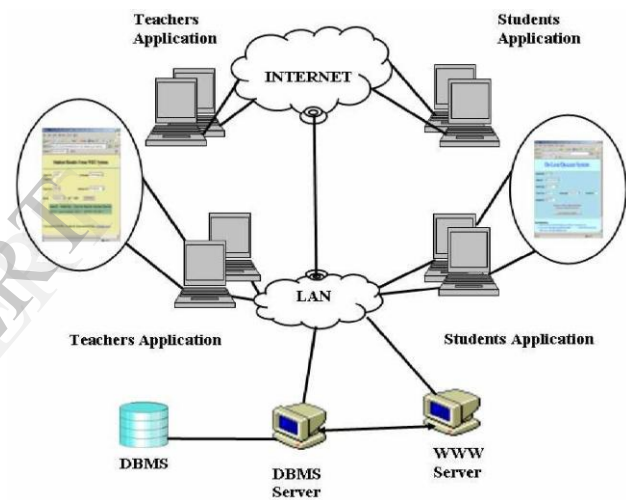 Teachers
Application
Students
Application
INTERNET
LAN
Teachers Application
Students Application
DBMS
DBMS
Server
WWW
Server